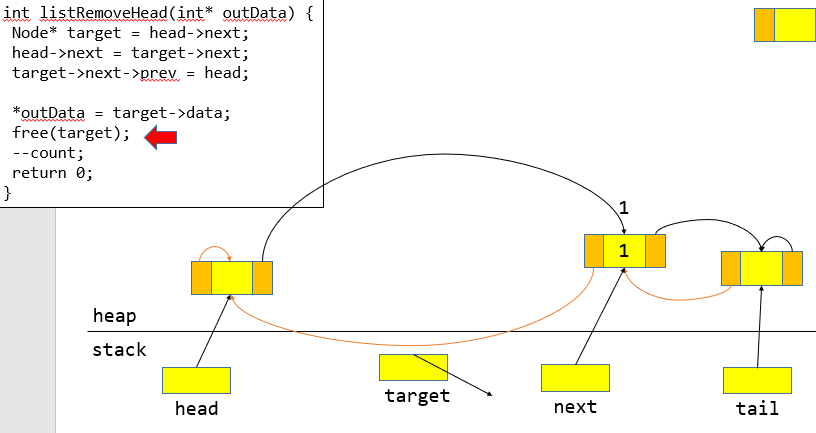 int listRemoveHead(int* outData) {
Node* target = head->next;
head->next = target->next;
target->next->prev = head;
*outData = target->data;
free(target);
--count;
return 0;
}
1
1
heap
stack
head
target
next
tail